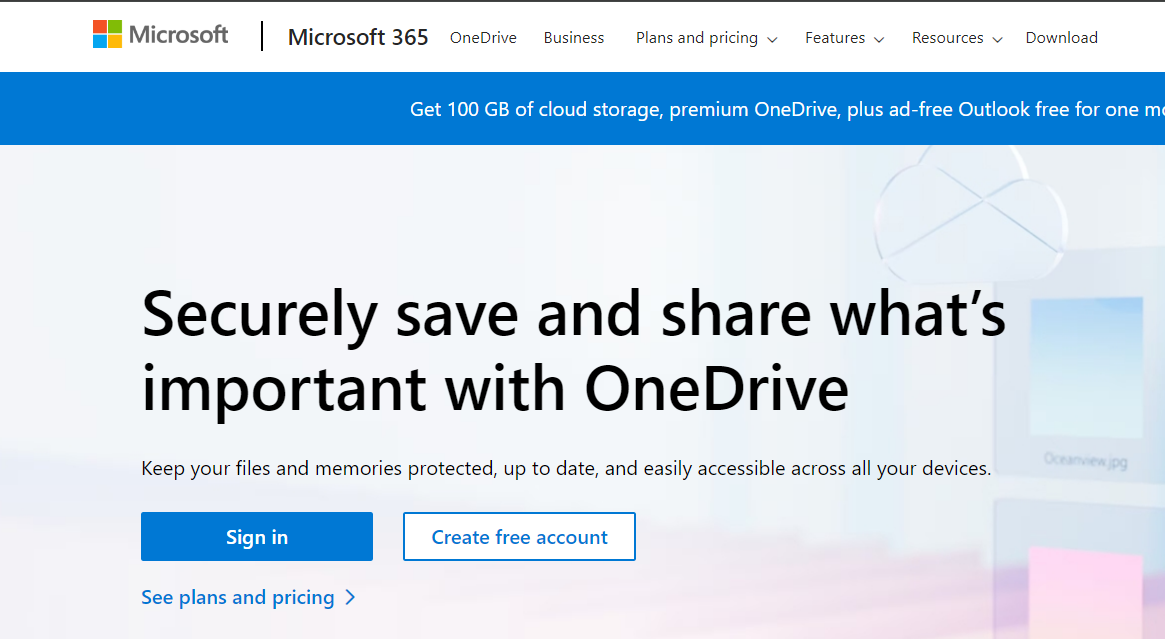 Microsoft | Microsoft 365 OneDrive Business Plans and pricing Features Resources Download
Get 100 GB of cloud storage, premium OneDrive, plus ad-free Outlook free for one
Securely save and share what’s
important with OneDrive
Keep your files and memories protected, up to date, and easily accessible across all your devices.
Oceanview.jpg
Sign in Create free account
See plans and pricing